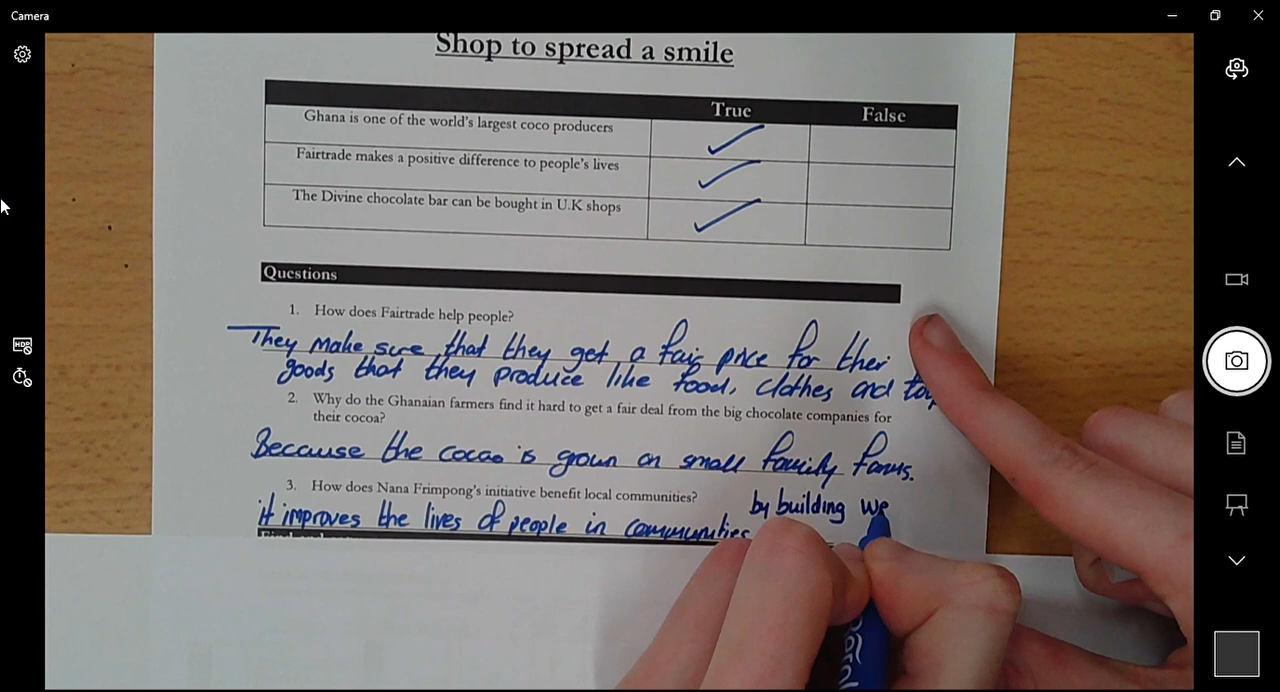 Camera
Shop to spread a smile
True False
Ghana is one of the world's largest coco producers
Fairtrade makes a positive difference to people's lives
The Divine chocolate bar can be bought in U.K shops
Questions
1. How does Fairtrade help people?
They make sure that they get a fair price for their
goods that they produce like food, clothes and
2. Why do the Ghanaian farmers find it hard to get a fair deal from the big chocolate companies for
their cocoa?
Because the cocoa is grown on small family farms.
3. How does Nana Frimpong's initiative benefit local communities?
by building we
it improves the lives of people in communities